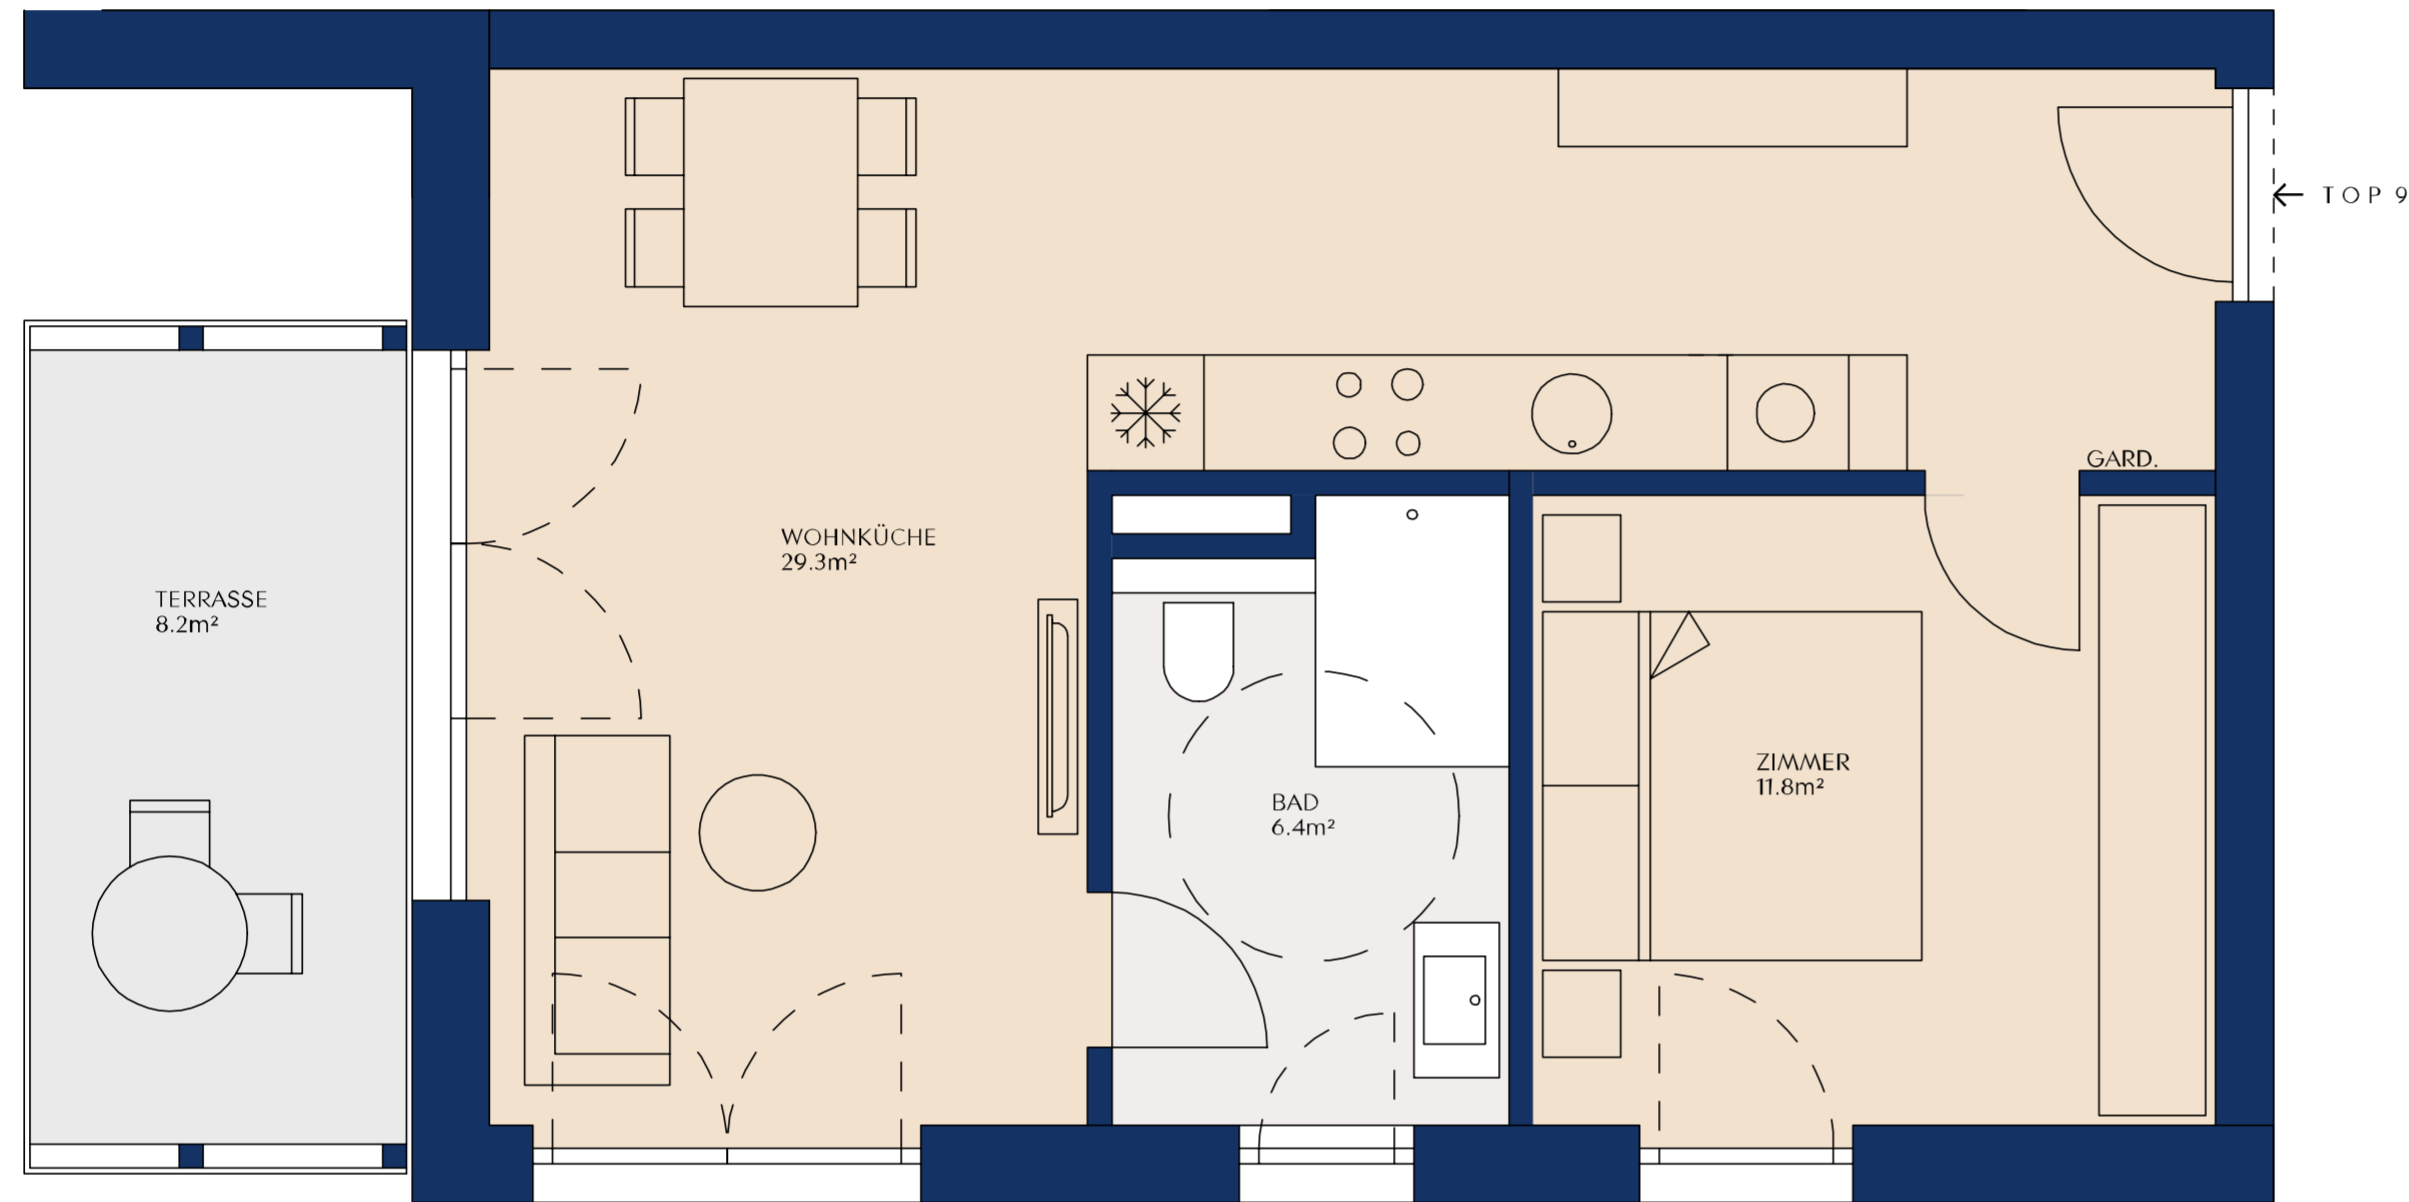 TOP 9
GARD.
WOHNKÜCHE
29.3m²
TERRASSE
8.2m²
ZIMMER
11.8m²
BAD
6.4m²